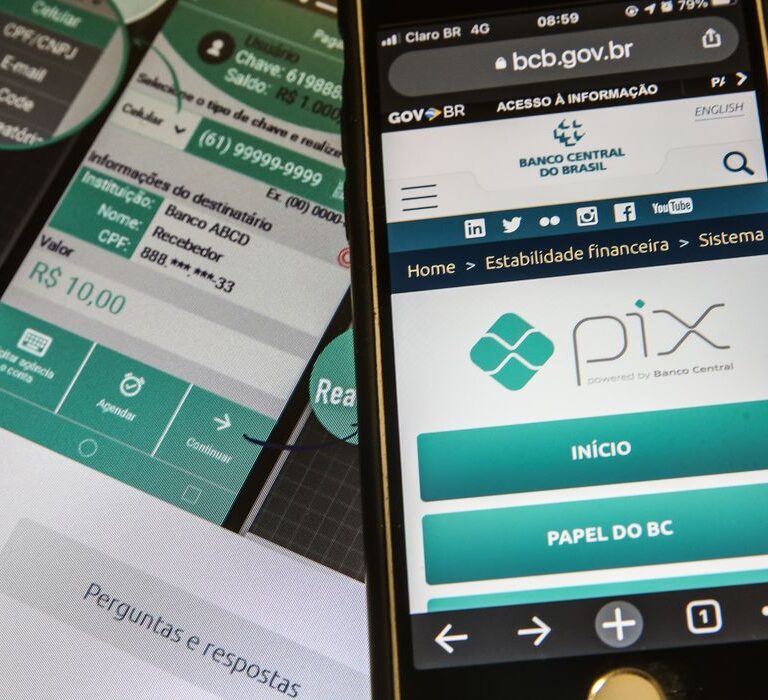 Celular
CPF/CNPJ
E-mail
Code
Usuário
Chave: 619888
Saldo: R$ 1.000
Selecione o tipo de chave e realize
Celular
(61) 99999-9999
Ex. (00) 0000-
Informações do destinatário
Instituição: Banco ABCD
Nome: Recebedor
CPF: 888.***.***-33
Valor
R$ 10,00
e conta
Agendar
Continuar
Rea
Perguntas e respostas
Claro BR 4G
08:59
79%
bcb.gov.br
GOV BR
ACESSO À INFORMAÇÃO
ENGLISH
BANCO CENTRAL
DO BRASIL
in
f
YouTube
Home > Estabilidade financeira > Sistema
pix
powered by Banco Central
INÍCIO
PAPEL DO BC
1